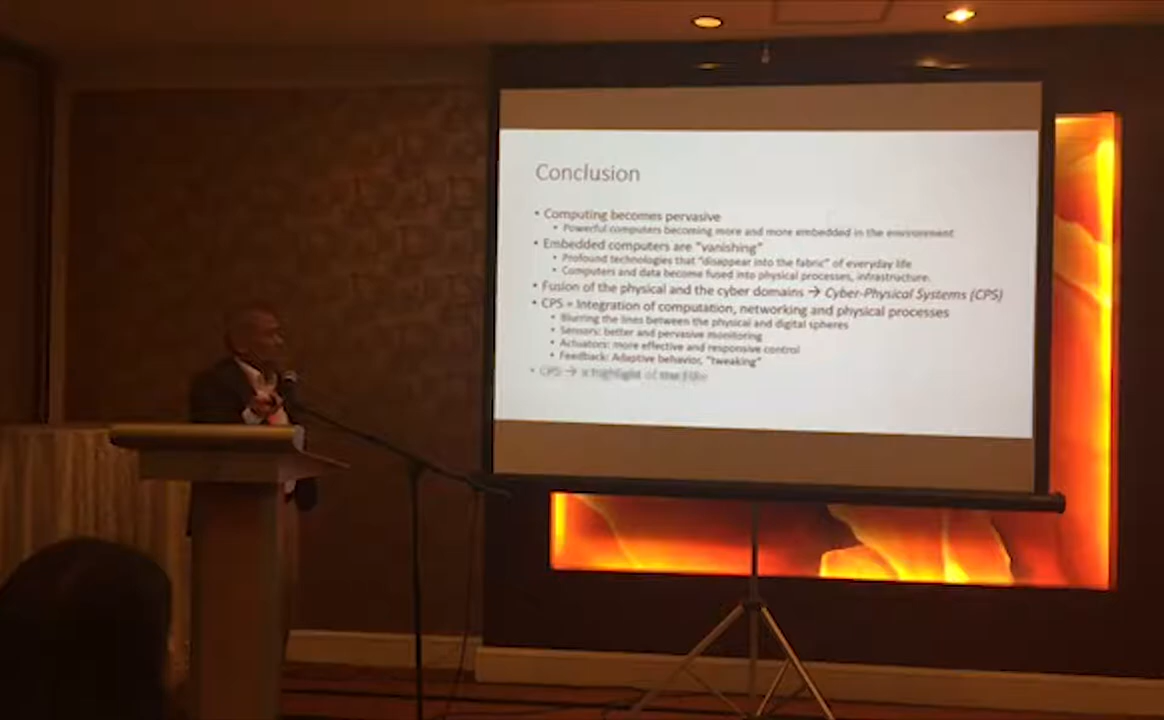 Conclusion
• Computing becomes pervasive
• Powerful computers becoming more and more embedded in the environment
• Embedded computers are "vanishing"
• Profound technologies that "disappear into the fabric" of everyday life
• Computers and data become fused into physical processes, infrastructure.
• Fusion of the physical and the cyber domains → Cyber-Physical Systems (CPS)
• CPS = Integration of computation, networking and physical processes
• Blurring the lines between the physical and digital spheres
• Sensors: better and pervasive monitoring
• Actuators: more effective and responsive control
• Feedback: Adaptive behavior, "tweaking"
• CPS → a highlight of the